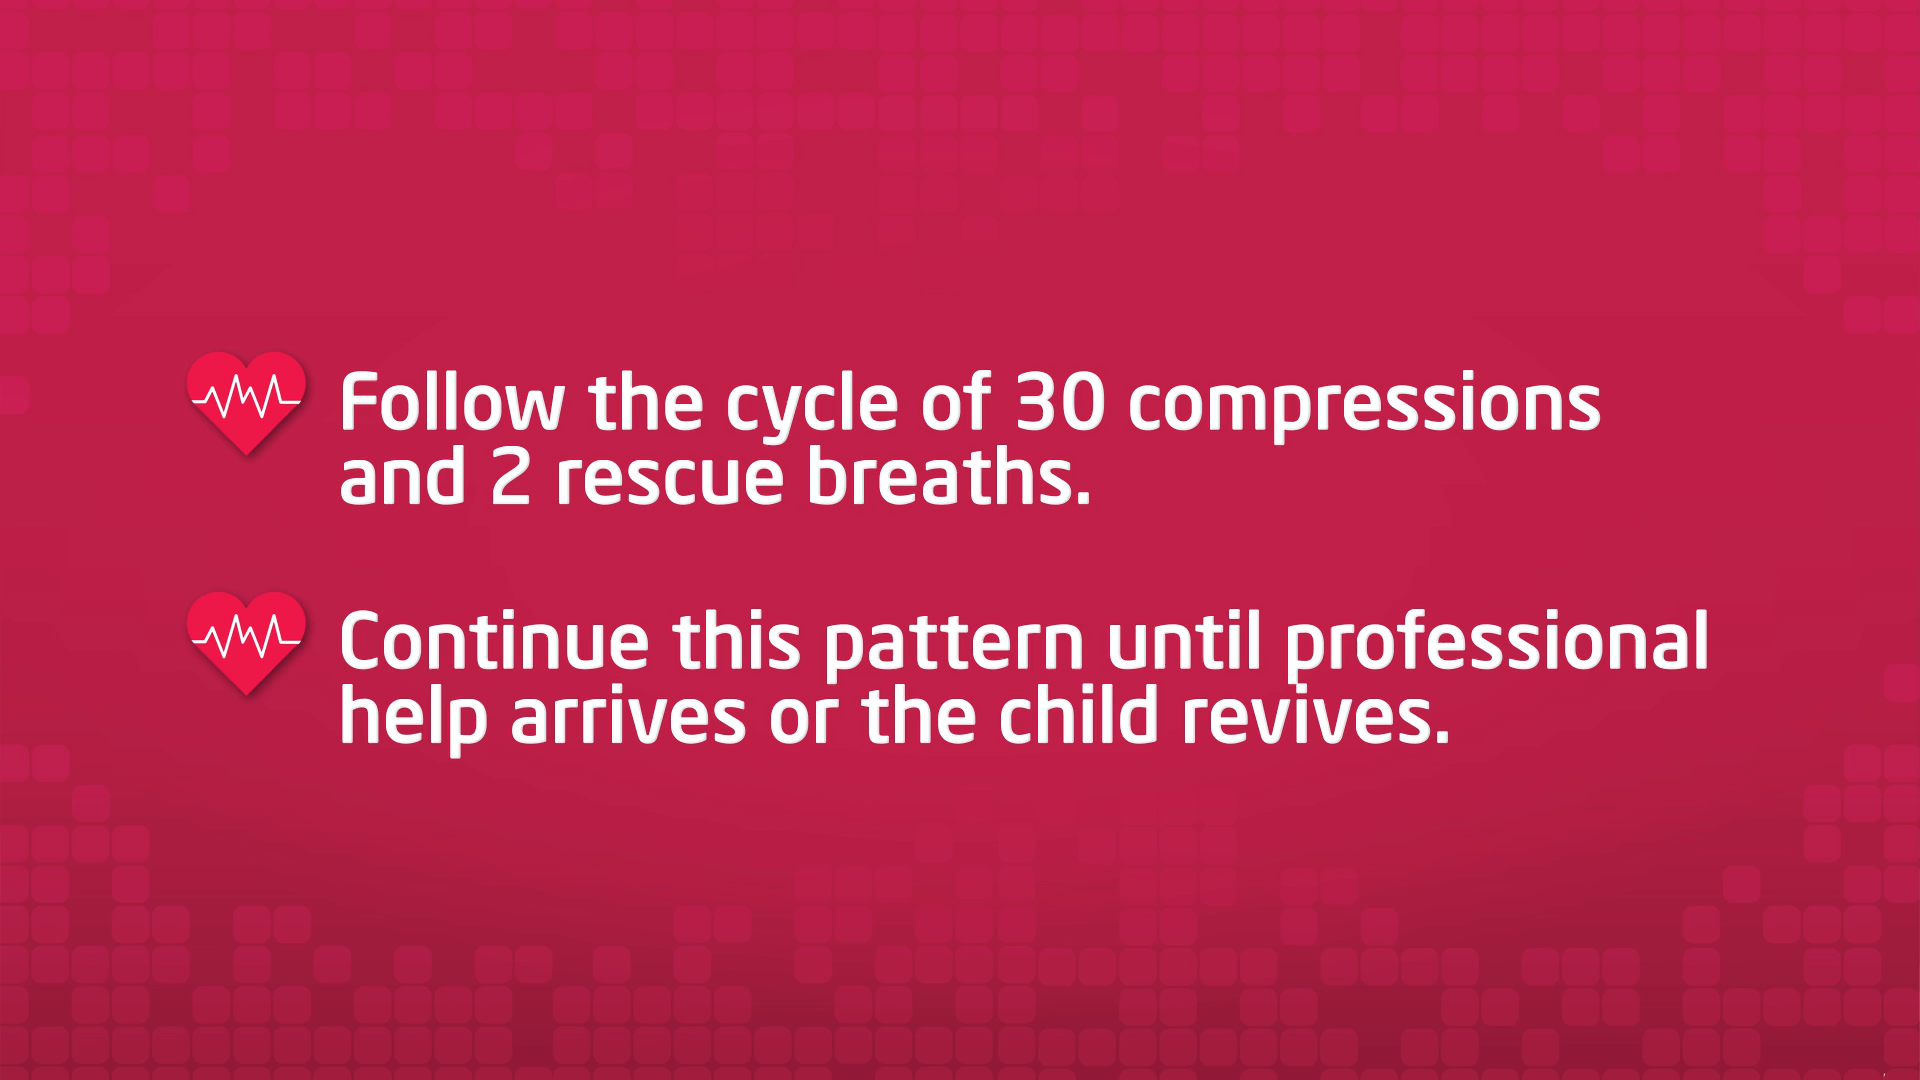 Follow the cycle of 30 compressions
and 2 rescue breaths.
Continue this pattern until professional
help arrives or the child revives.